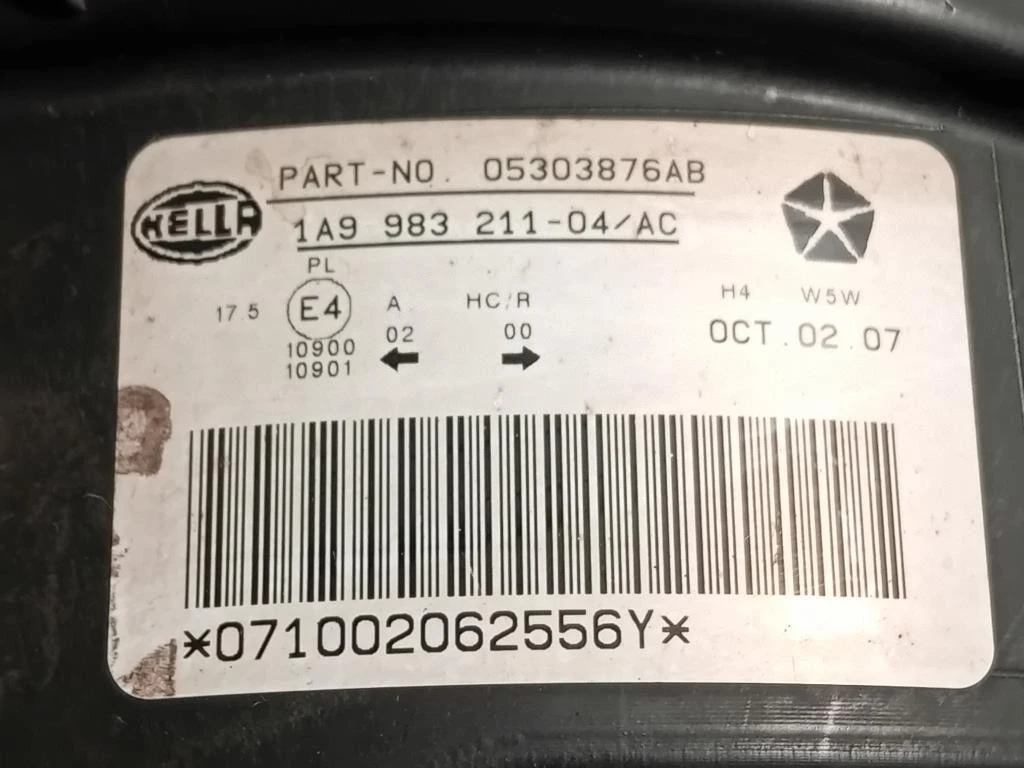 HELLA
PART-NO. 05303876AB
1A9 983 211-04/AC
PL
17.5 E4 A HC/R H4 W5W
02 00 OCT.02.07
10900
10901
*071002062556Y*